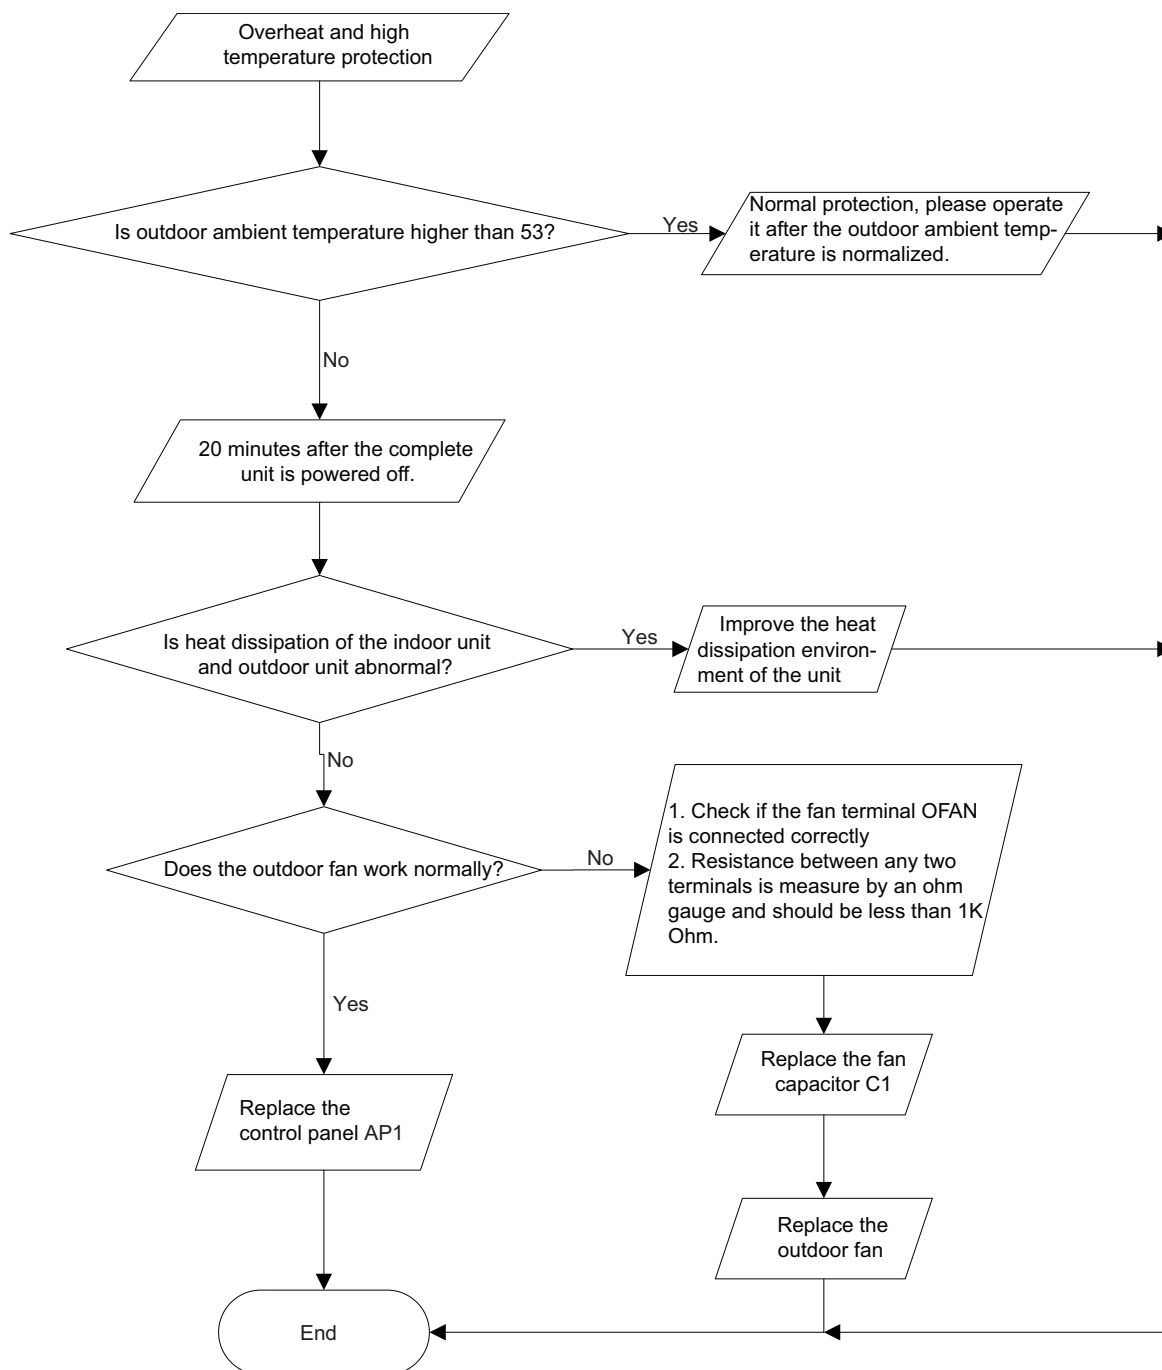 Overheat and high
temperature protection
Is outdoor ambient temperature higher than 53?
Yes
Normal protection, please operate
it after the outdoor ambient temp-
erature is normalized.
No
20 minutes after the complete
unit is powered off.
Is heat dissipation of the indoor unit
and outdoor unit abnormal?
Yes
Improve the heat
dissipation environ-
ment of the unit
No
Does the outdoor fan work normally?
No
1. Check if the fan terminal OFAN
is connected correctly
2. Resistance between any two
terminals is measure by an ohm
gauge and should be less than 1K
Ohm.
Yes
Replace the fan
capacitor C1
Replace the
control panel AP1
Replace the
outdoor fan
End